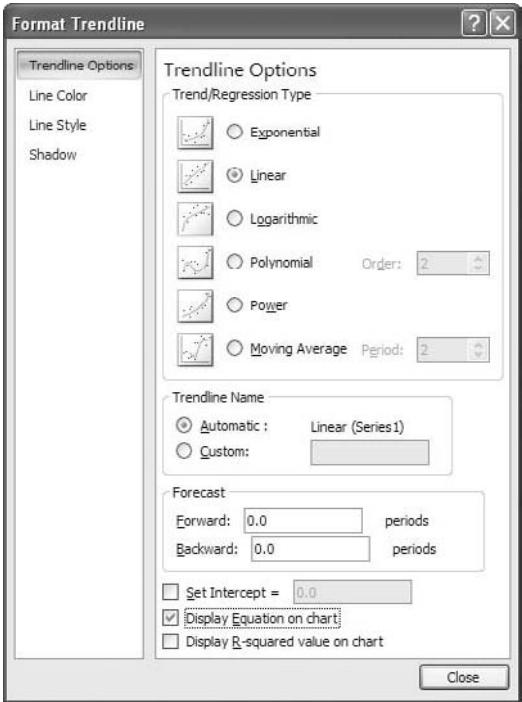 Format Trendline
?
X
Trendline Options
Line Color
Line Style
Shadow
Trendline Options
Trend/Regression Type
Exponential
Linear
Logarithmic
Polynomial Order: 2
Power
Moving Average Period: 2
Trendline Name
Automatic : Linear (Series1)
Custom:
Forecast
Forward: 0.0 periods
Backward: 0.0 periods
Set Intercept = 0.0
Display Equation on chart
Display R-squared value on chart
Close